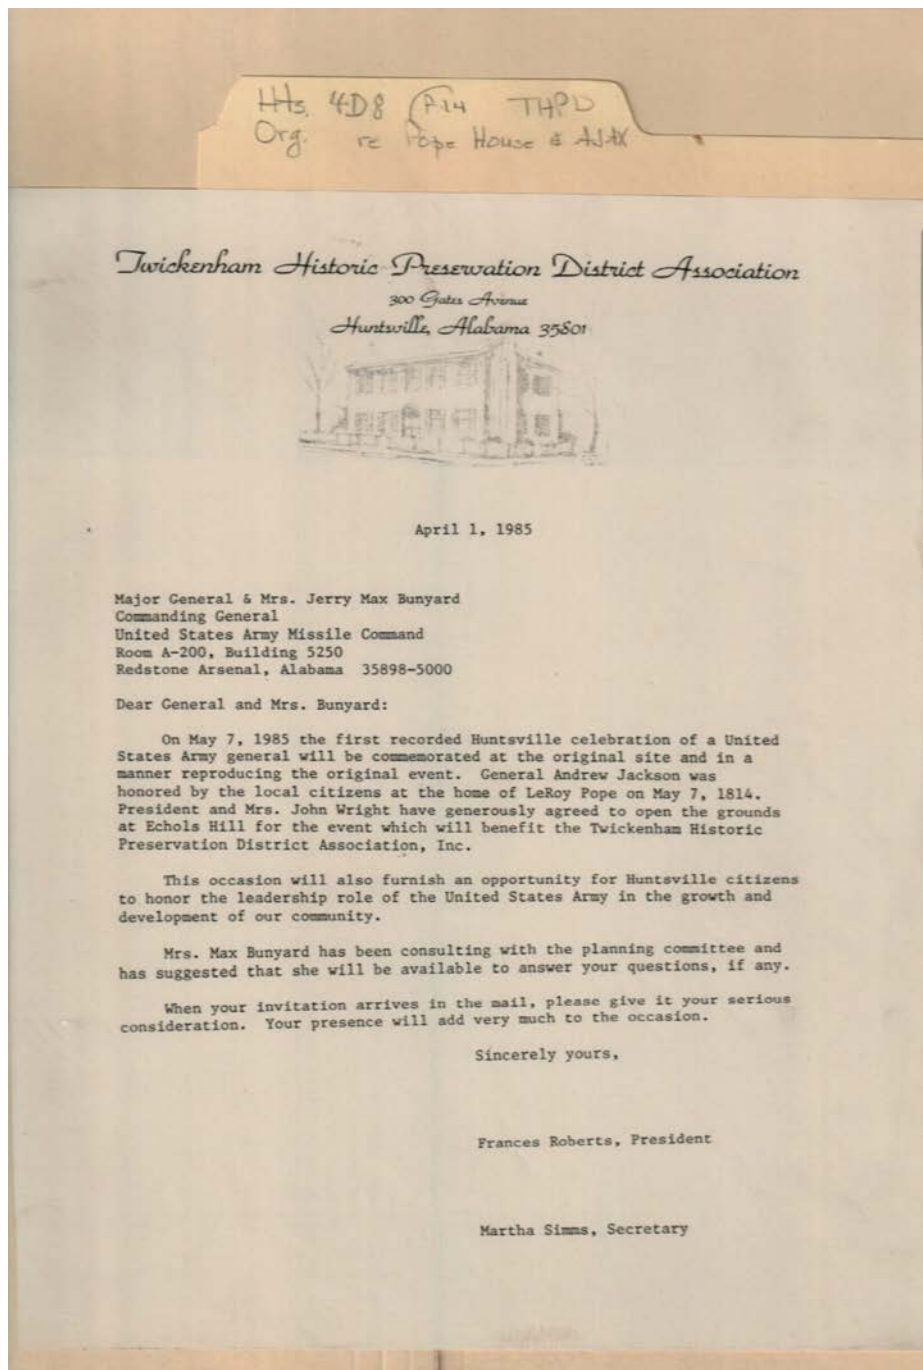 Hts. 4D8 P-14 THPD
Org. re Pope House & AJAX
Twickenham Historic Preservation District Association
300 Gates Avenue
Huntsville, Alabama 35801
April 1, 1985
Major General & Mrs. Jerry Max Bunyard
Commanding General
United States Army Missile Command
Room A-200, Building 5250
Redstone Arsenal, Alabama 35898-5000
Dear General and Mrs. Bunyard:
On May 7, 1985 the first recorded Huntsville celebration of a United
States Army general will be commemorated at the original site and in a
manner reproducing the original event. General Andrew Jackson was
honored by the local citizens at the home of LeRoy Pope on May 7, 1814.
President and Mrs. John Wright have generously agreed to open the grounds
at Echols Hill for the event which will benefit the Twickenham Historic
Preservation District Association, Inc.
This occasion will also furnish an opportunity for Huntsville citizens
to honor the leadership role of the United States Army in the growth and
development of our community.
Mrs. Max Bunyard has been consulting with the planning committee and
has suggested that she will be available to answer your questions, if any.
When your invitation arrives in the mail, please give it your serious
consideration. Your presence will add very much to the occasion.
Sincerely yours,
Frances Roberts, President
Martha Simms, Secretary